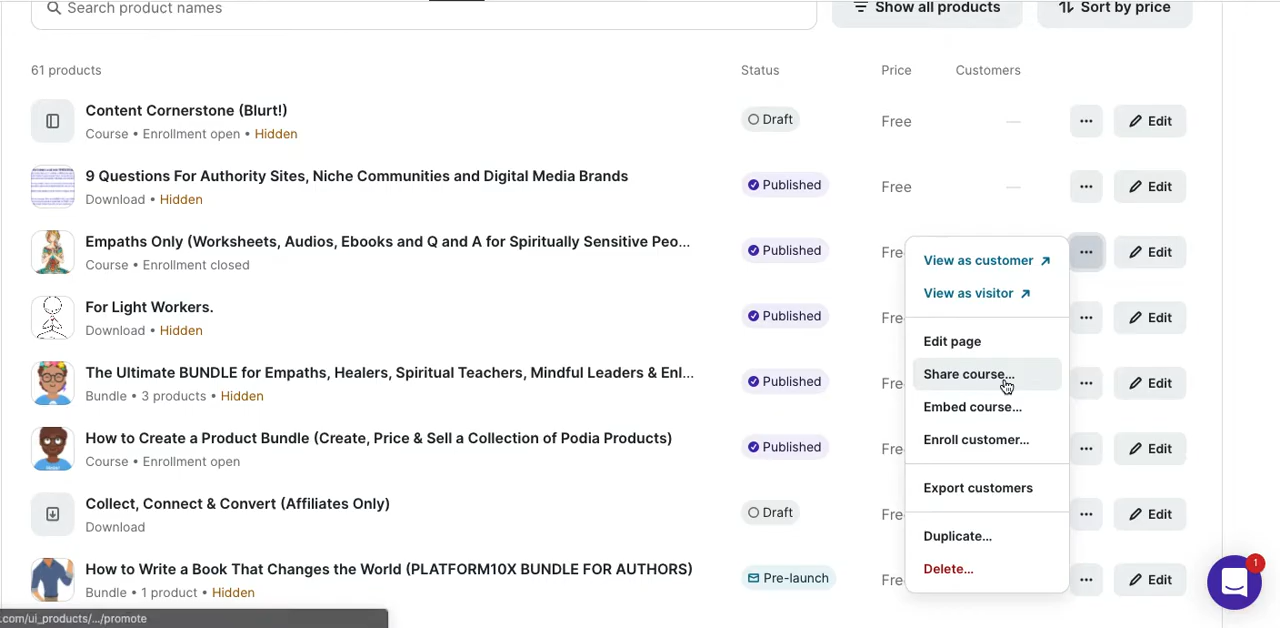 Search product names
Show all products
Sort by price
61 products
Status
Price
Customers
Content Cornerstone (Blurt!)
Course • Enrollment open • Hidden
Draft
Free
—
Edit
9 Questions For Authority Sites, Niche Communities and Digital Media Brands
Download • Hidden
Published
Free
—
Edit
Empaths Only (Worksheets, Audios, Ebooks and Q and A for Spiritually Sensitive Peo...
Course • Enrollment closed
Published
Fre
Edit
View as customer
View as visitor
Edit page
Share course...
Embed course...
Enroll customer...
Export customers
Duplicate...
Delete...
For Light Workers.
Download • Hidden
Published
Fre
Edit
The Ultimate BUNDLE for Empaths, Healers, Spiritual Teachers, Mindful Leaders & Enl...
Bundle • 3 products • Hidden
Published
Fre
Edit
How to Create a Product Bundle (Create, Price & Sell a Collection of Podia Products)
Course • Enrollment open
Published
Fre
Edit
Collect, Connect & Convert (Affiliates Only)
Download
Draft
Fre
Edit
How to Write a Book That Changes the World (PLATFORM10X BUNDLE FOR AUTHORS)
Bundle • 1 product • Hidden
Pre-launch
Fre
Edit
1
.com/ui_products/.../promote